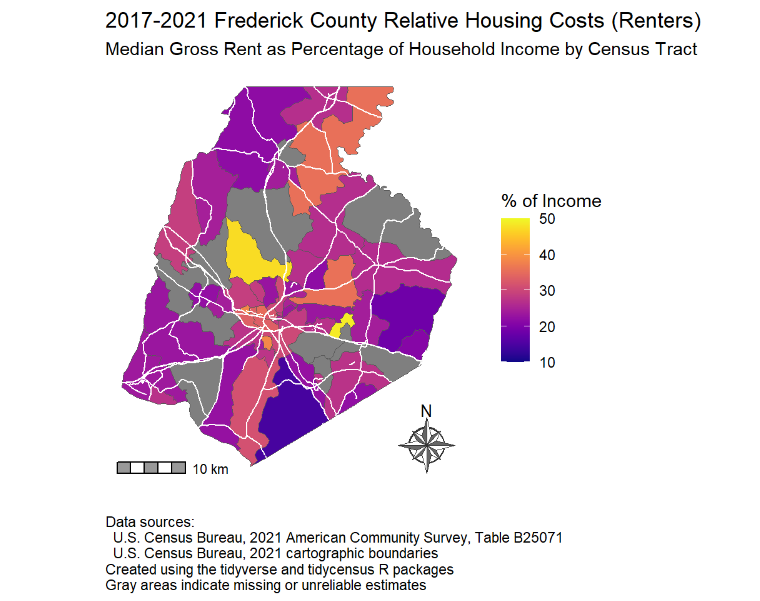 2017-2021 Frederick County Relative Housing Costs (Renters)
Median Gross Rent as Percentage of Household Income by Census Tract
% of Income
50
40
30
20
10
N
10 km
Data sources:
U.S. Census Bureau, 2021 American Community Survey, Table B25071
U.S. Census Bureau, 2021 cartographic boundaries
Created using the tidyverse and tidycensus R packages
Gray areas indicate missing or unreliable estimates